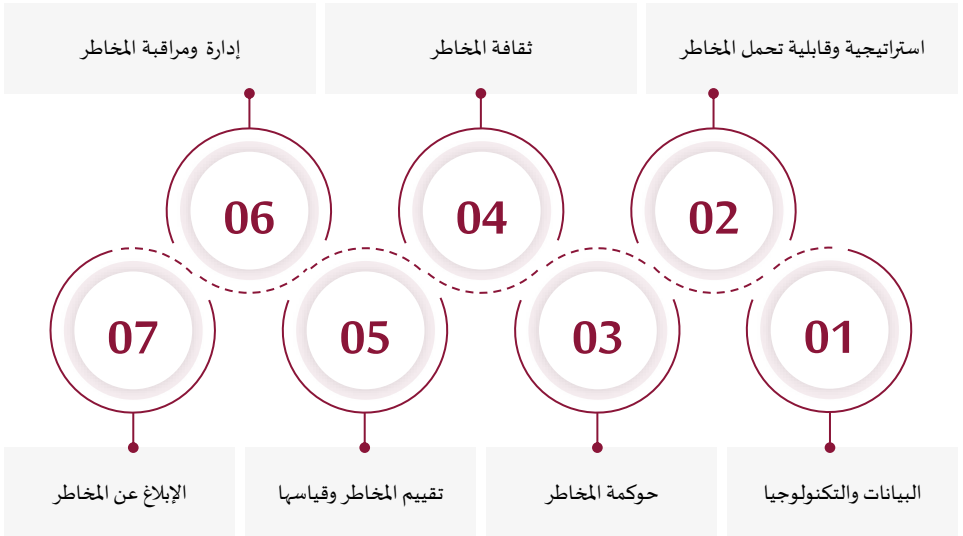 استراتيجية وقابلية تحمل المخاطر
ثقافة المخاطر
إدارة ومراقبة المخاطر
02
04
06
01
03
05
07
البيانات والتكنولوجيا
حوكمة المخاطر
تقييم المخاطر وقياسها
الإبلاغ عن المخاطر